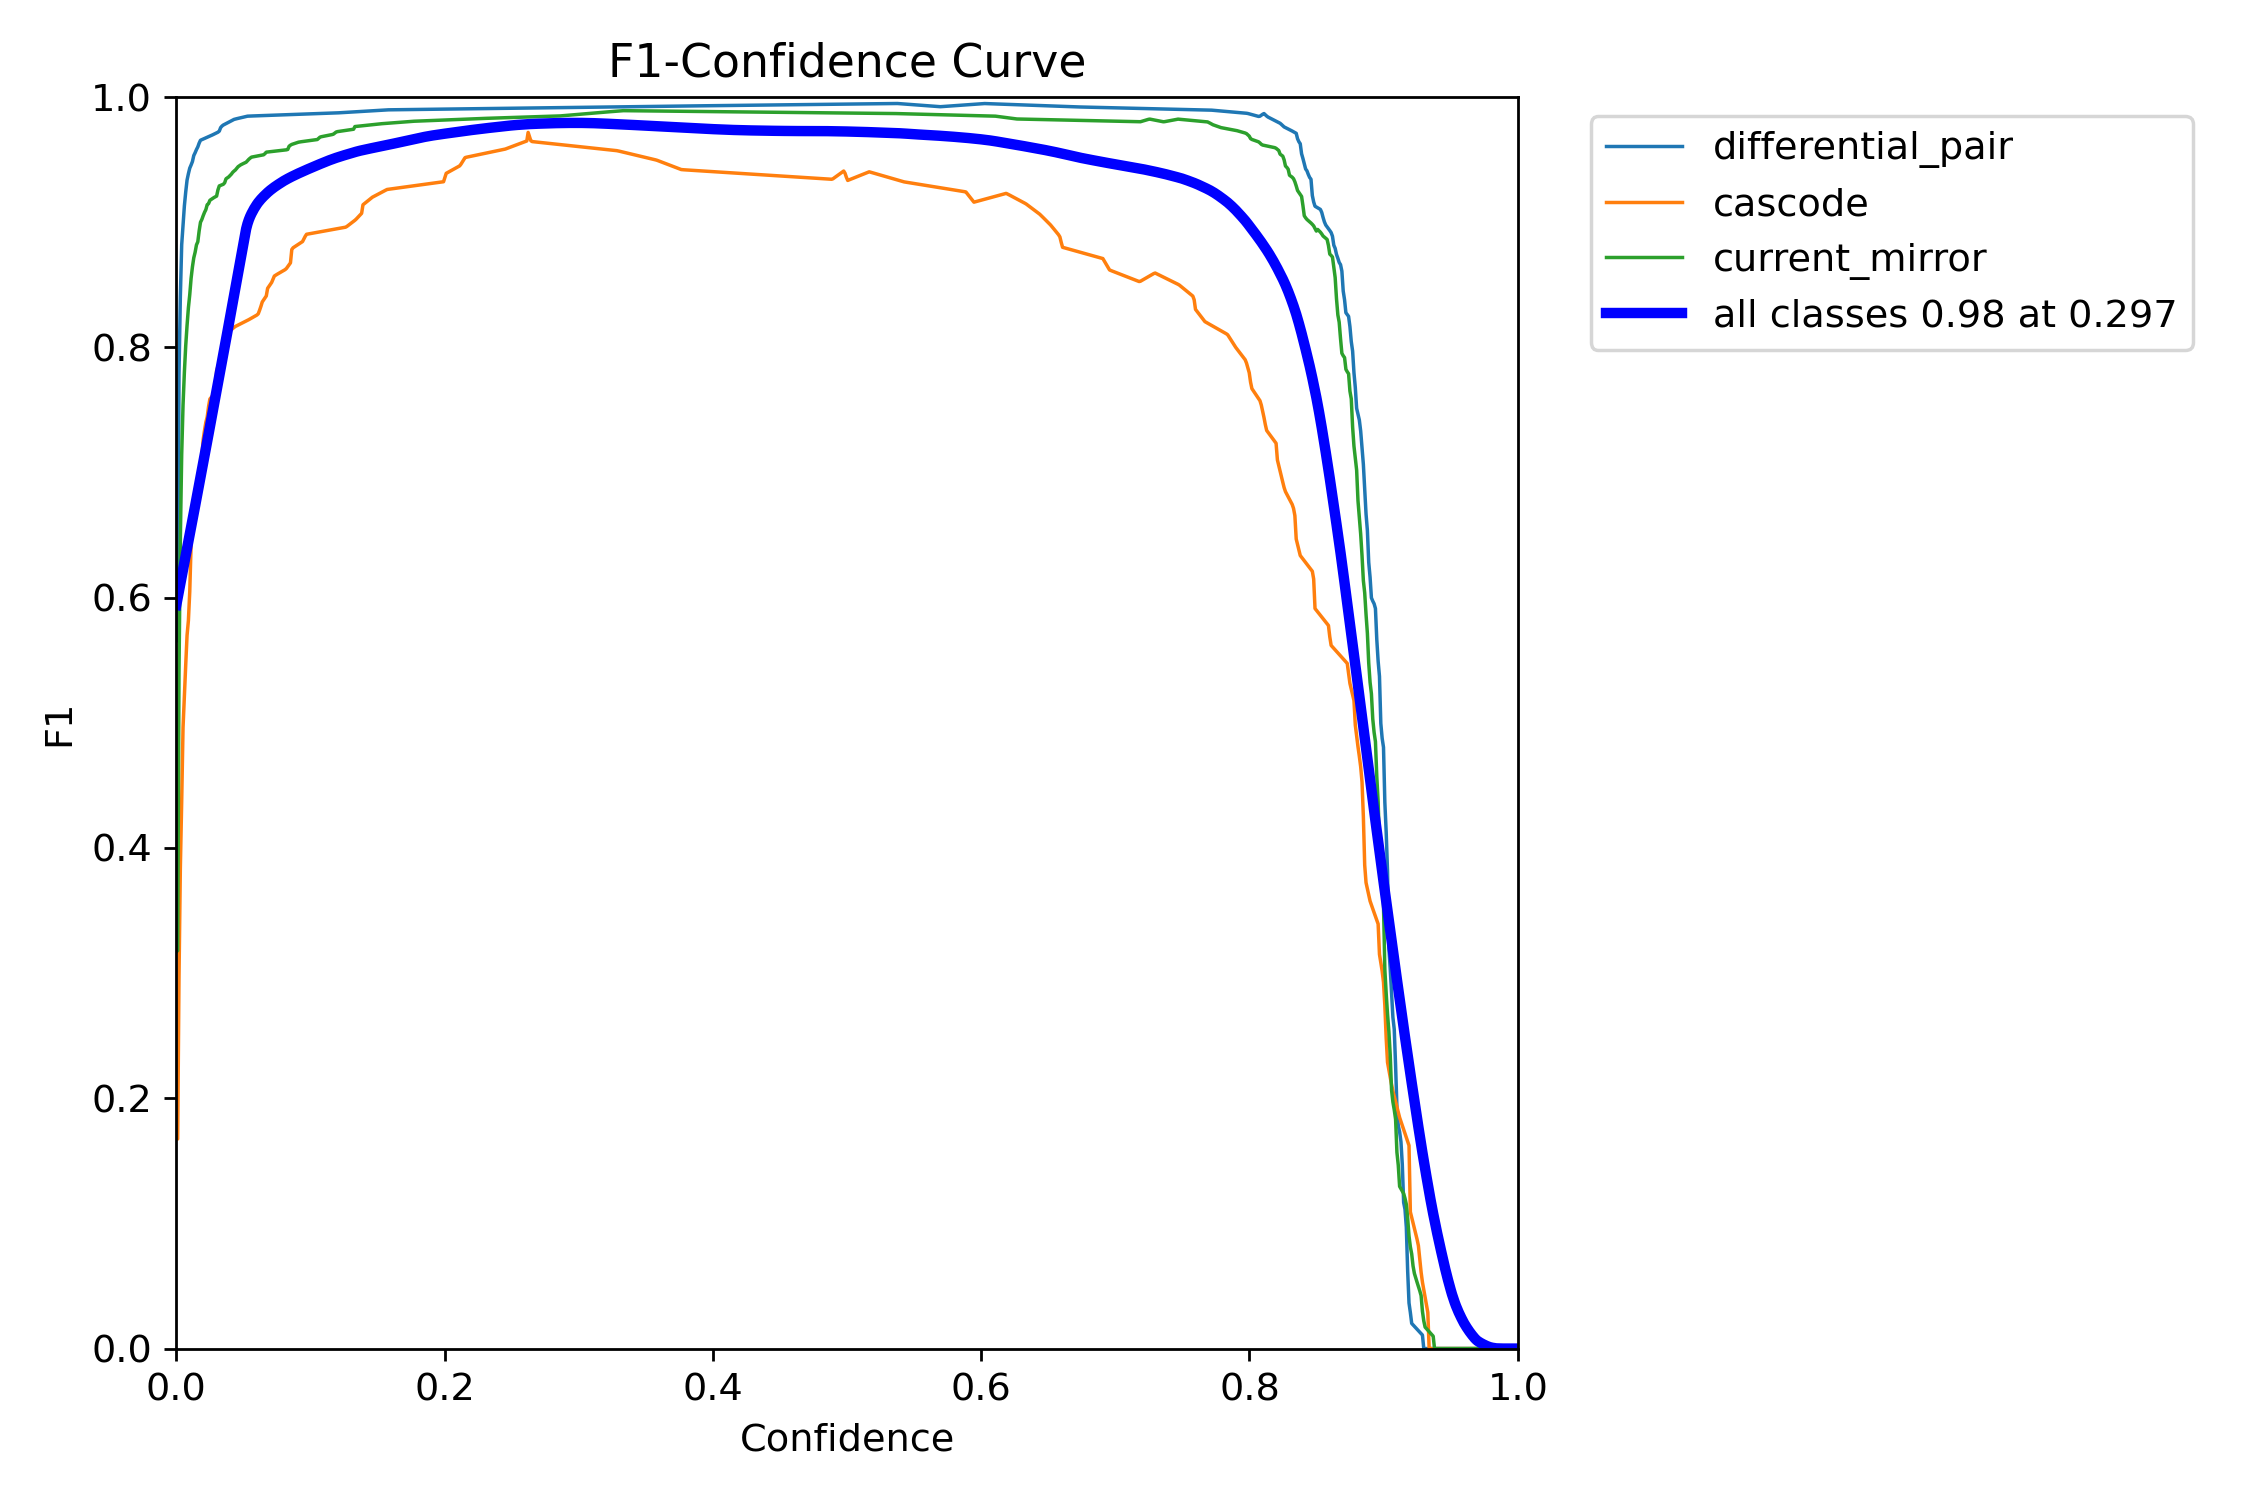 F1-Confidence Curve
1.0
0.8
0.6
0.4
0.2
0.0
F1
0.0 0.2 0.4 0.6 0.8 1.0
Confidence
differential_pair
cascode
current_mirror
all classes 0.98 at 0.297